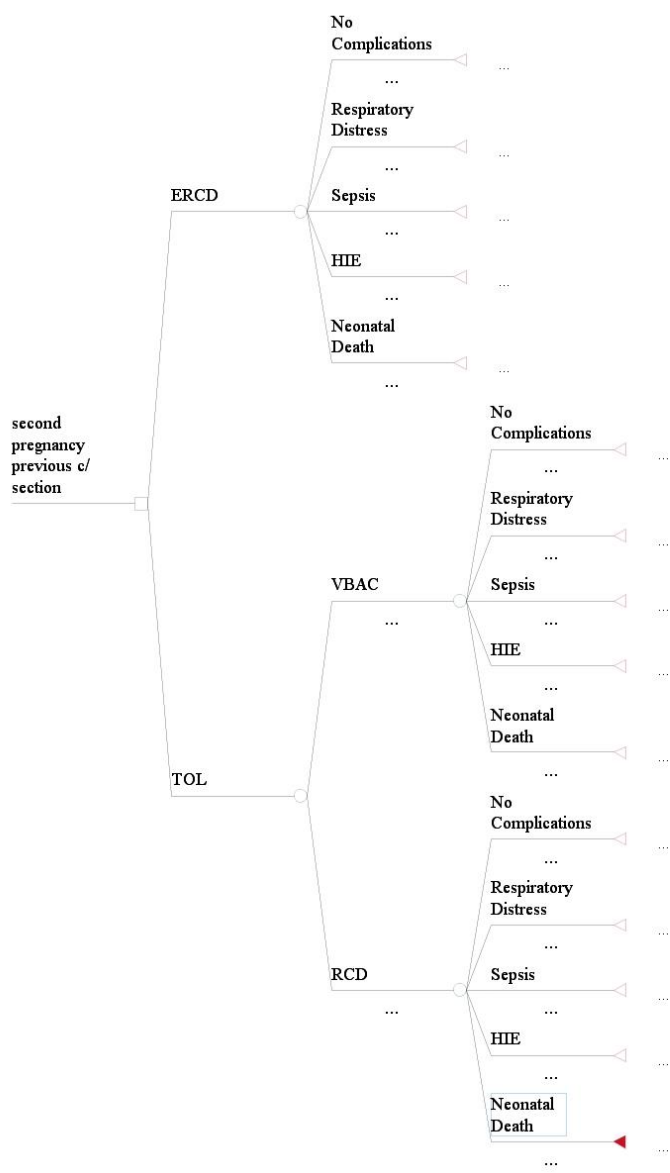 No
Complications
...
...
Respiratory
Distress
...
...
ERCD
Sepsis
...
...
HIE
...
...
Neonatal
Death
...
...
second
pregnancy
previous c/
section
No
Complications
...
...
Respiratory
Distress
...
...
VBAC
...
Sepsis
...
...
HIE
...
...
Neonatal
Death
...
...
TOL
No
Complications
...
...
Respiratory
Distress
...
...
RCD
...
Sepsis
...
...
HIE
...
...
Neonatal
Death
...
...